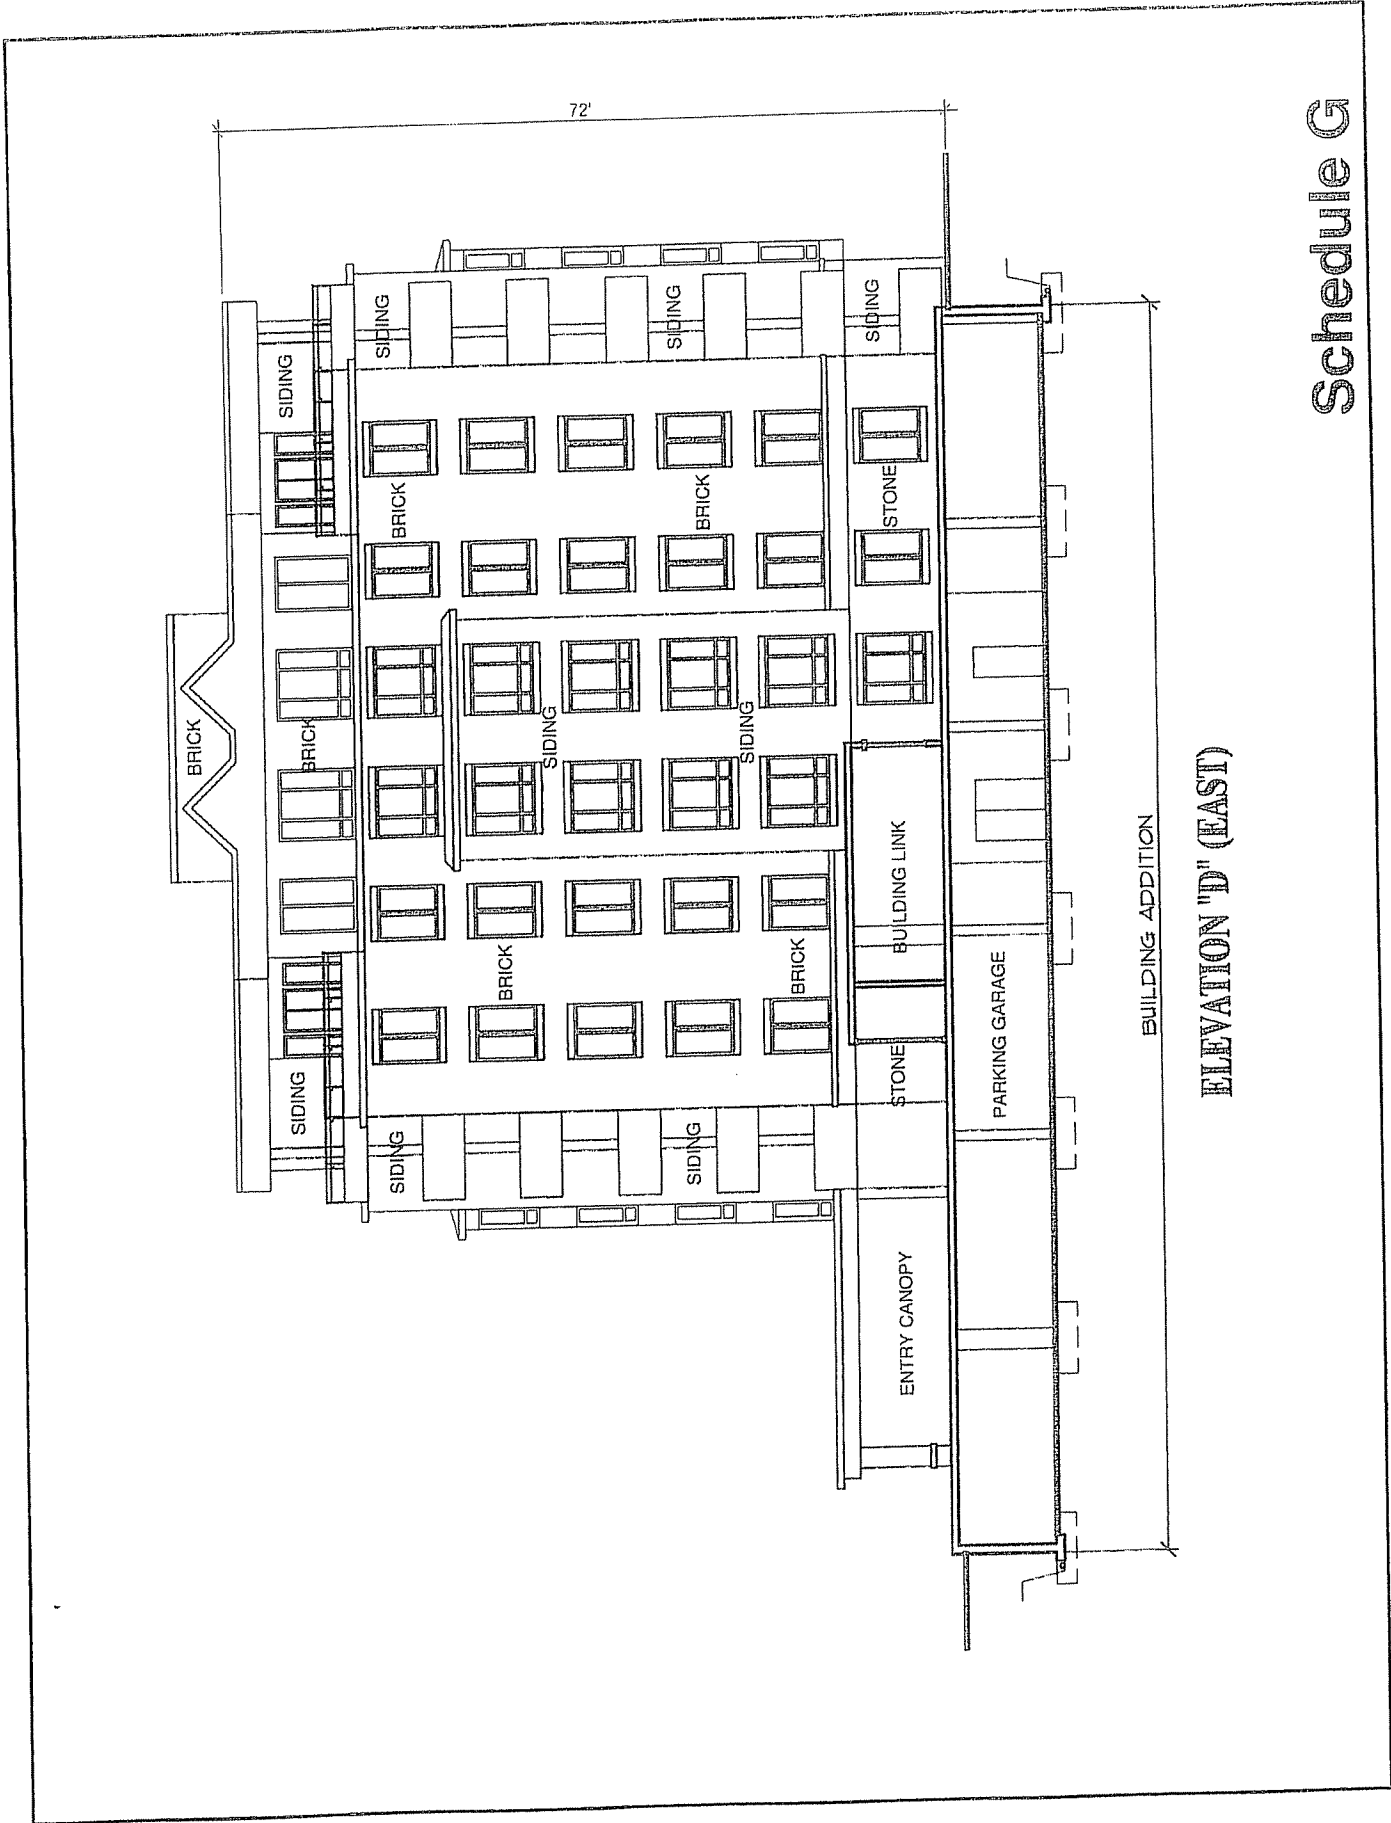 BRICK
SIDING
BRICK
SIDING
SIDING
BRICK
SIDING
BRICK
SIDING
72'
SIDING
BRICK
SIDING
BRICK
SIDING
ENTRY CANOPY
STONE
BUILDING LINK
STONE
SIDING
PARKING GARAGE
BUILDING ADDITION
ELEVATION "D" (EAST)
Schedule G